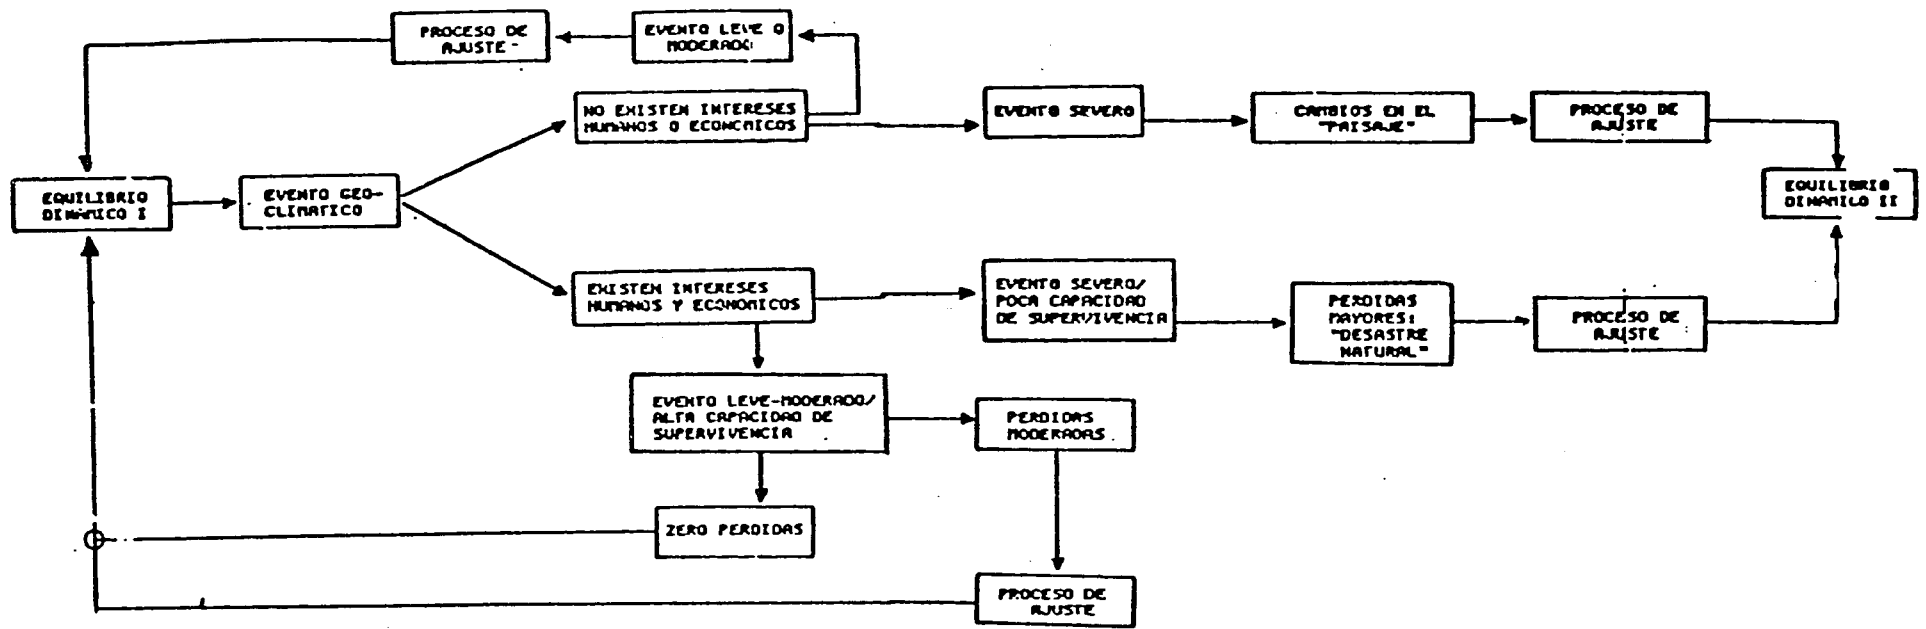 PROCESO DE
AJUSTE
EVENTO LEVE O
MODERADO
NO EXISTEN INTERESES
HUMANOS O ECONOMICOS
EVENTO SEVERO
CAMBIOS EN EL
"PAISAJE"
PROCESO DE
AJUSTE
EQUILIBRIO
DINAMICO I
EVENTO GEO-
CLIMATICO
EQUILIBRIO
DINAMICO II
EXISTEN INTERESES
HUMANOS Y ECONOMICOS
EVENTO SEVERO/
POCA CAPACIDAD
DE SUPERVIVENCIA
PERDIDAS
MAYORES:
"DESASTRE
NATURAL"
PROCESO DE
AJUSTE
EVENTO LEVE-MODERADO/
ALTA CAPACIDAD DE
SUPERVIVENCIA
PERDIDAS
MODERADAS
ZERO PERDIDAS
PROCESO DE
AJUSTE